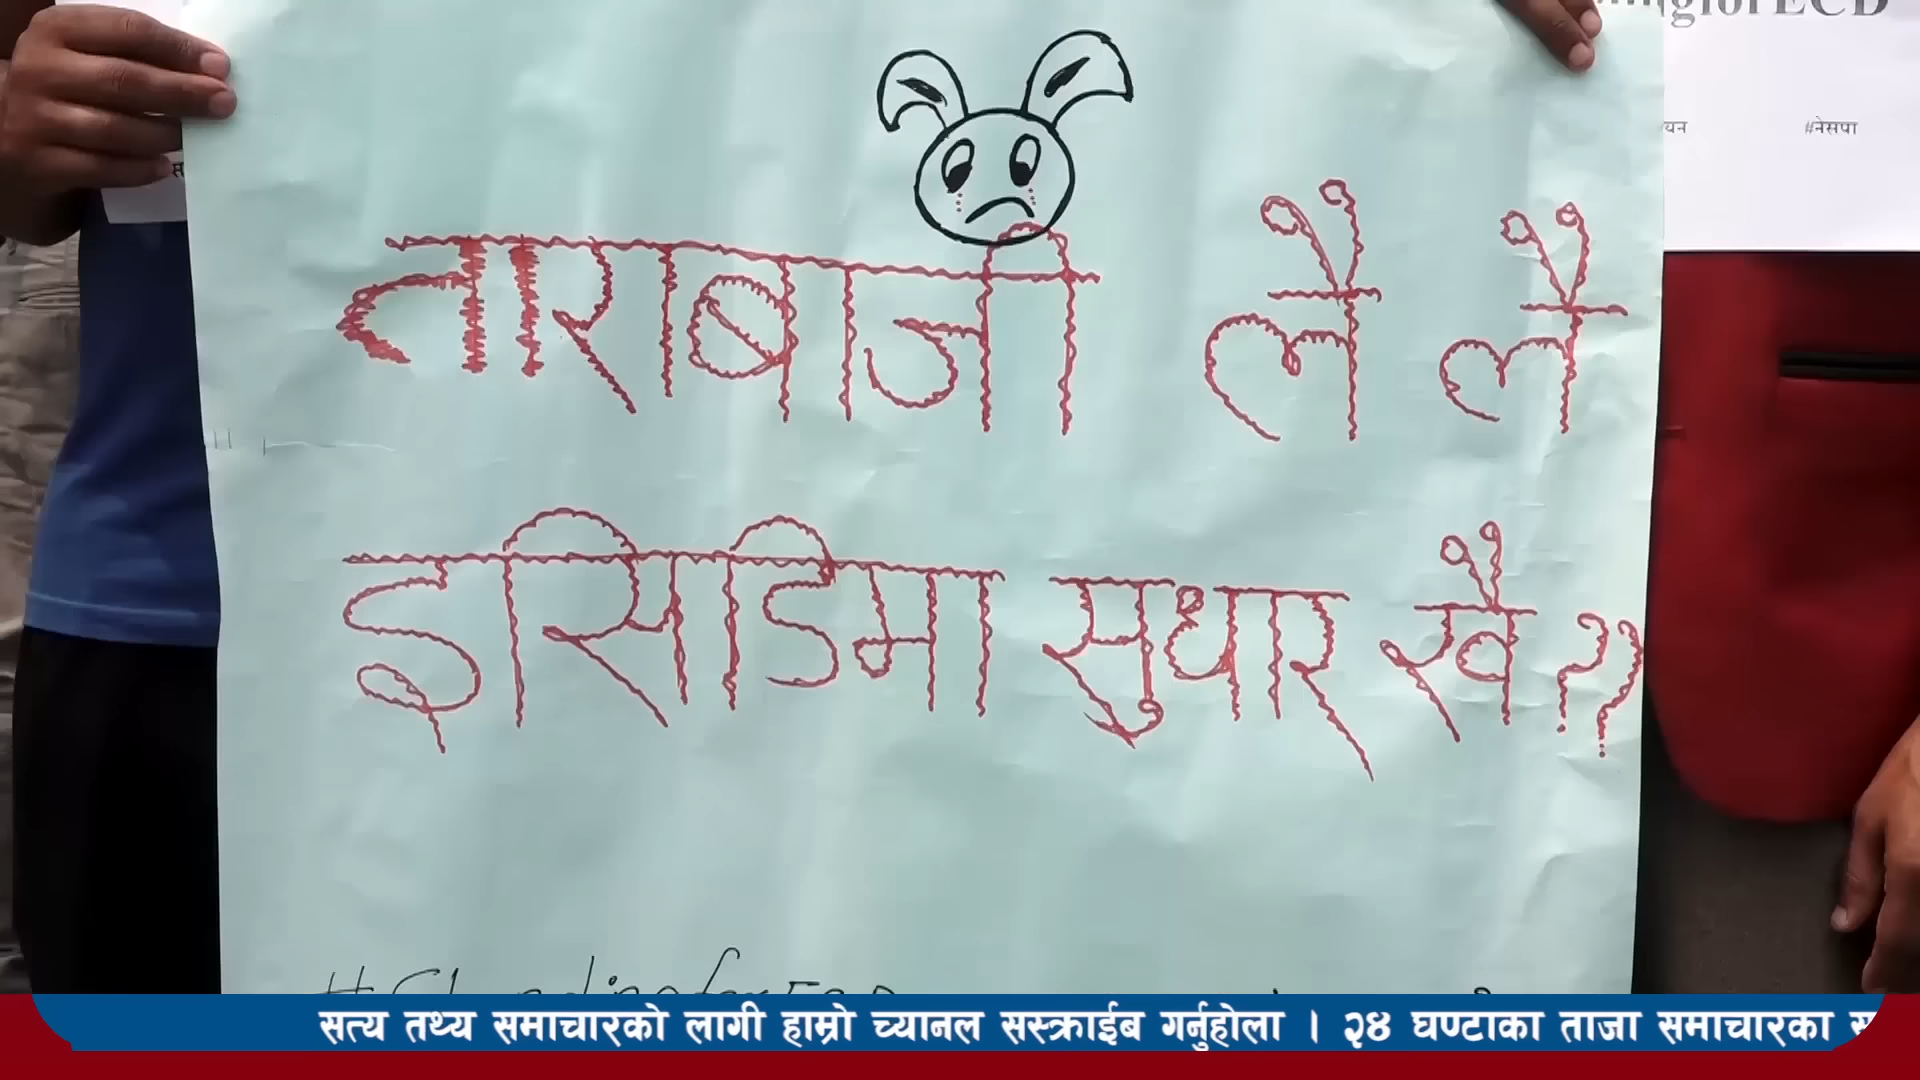 #नेसपा
ताराबाजी लै लै
इसिडिमा सुधार खै??
सत्य तथ्य समाचारको लागी हाम्रो च्यानल सस्क्राईब गर्नुहोला । २४ घण्टाका ताजा समाचारका